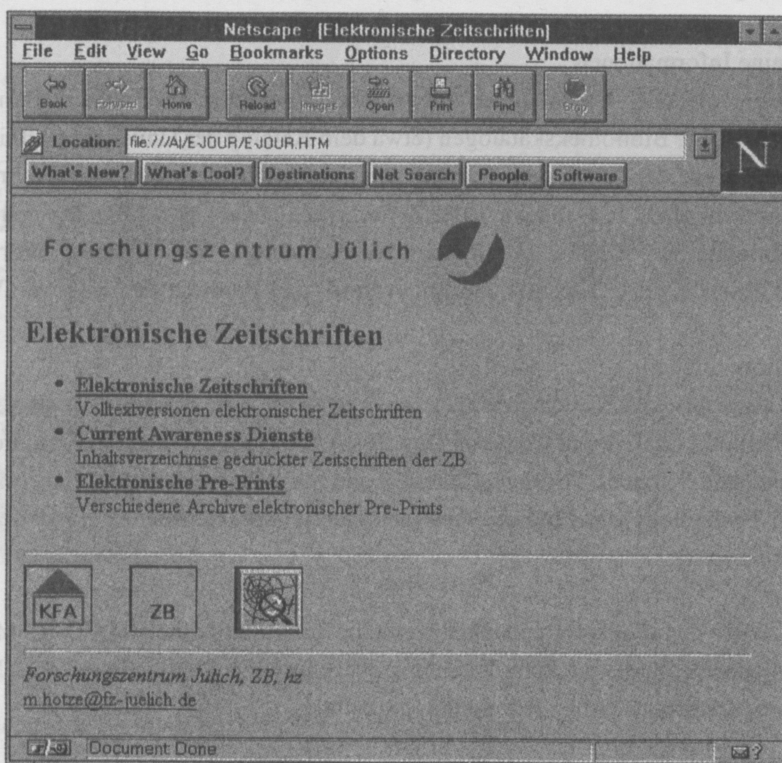 Netscape - [Elektronische Zeitschriften]
File Edit View Go Bookmarks Options Directory Window Help
Back Forward Home Reload Images Open Print Find Stop
Location: file:///A|/E-JOUR/E-JOUR.HTM
N
What's New? What's Cool? Destinations Net Search People Software
Forschungszentrum Jülich
Elektronische Zeitschriften
• Elektronische Zeitschriften
Volltextversionen elektronischer Zeitschriften
• Current Awareness Dienste
Inhaltsverzeichnise gedruckter Zeitschriften der ZB
• Elektronische Pre-Prints
Verschiedene Archive elektronischer Pre-Prints
KFA ZB
Forschungszentrum Jülich, ZB, hz
m.hotze@fz-juelich.de
Document: Done